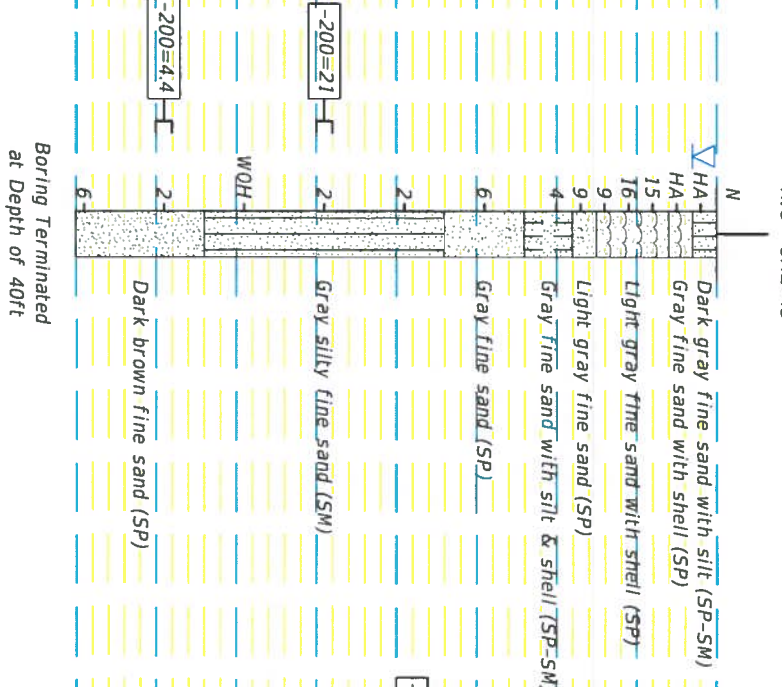 N
HA
HA
15
16
9
9
4
6
2
2
WOH
2
6
-200=21
-200=4.4
Dark gray fine sand with silt (SP-SM)
Gray fine sand with shell (SP)
Light gray fine sand with shell (SP)
Light gray fine sand (SP)
Gray fine sand with silt & shell (SP-SM
Gray fine sand (SP)
Gray silty fine sand (SM)
Dark brown fine sand (SP)
Boring Terminated
at Depth of 40ft